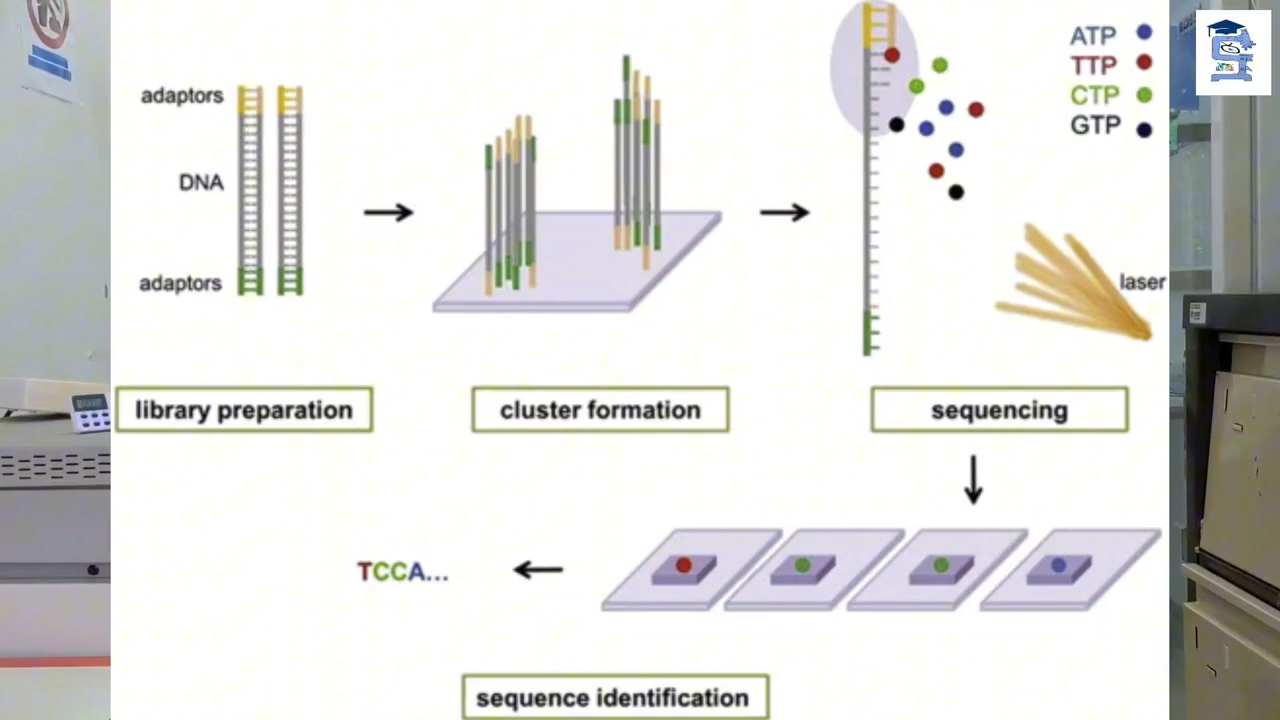 adaptors
DNA
adaptors
ATP
TTP
CTP
GTP
laser
library preparation
cluster formation
sequencing
TCCA...
sequence identification